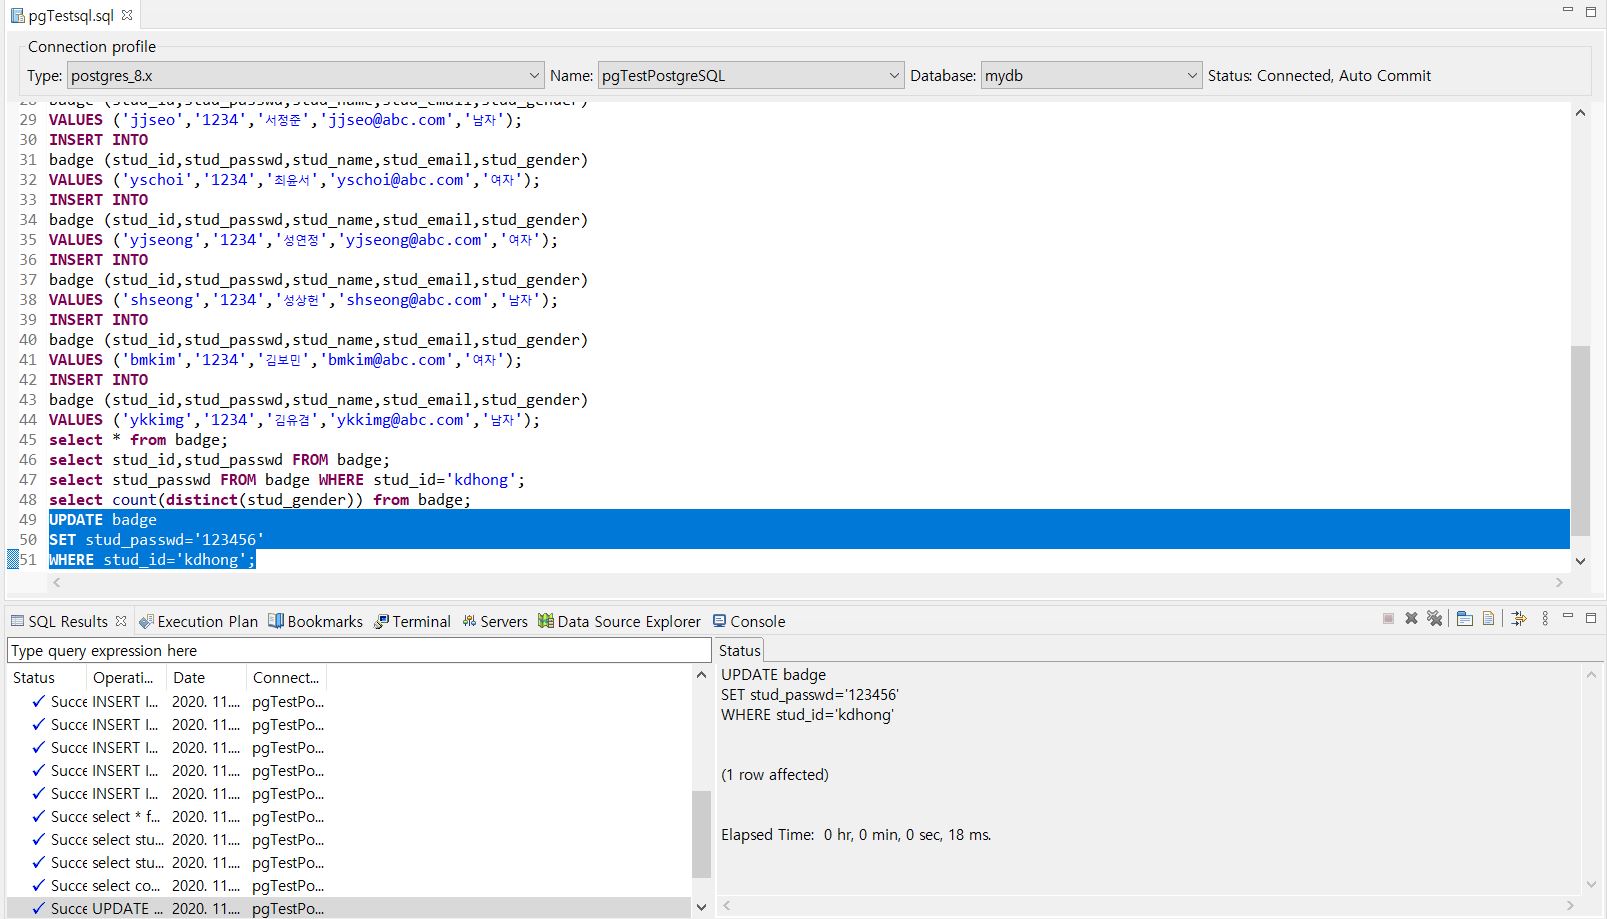 pgTestsql.sql
Connection profile
Type: postgres_8.x Name: pgTestPostgreSQL Database: mydb Status: Connected, Auto Commit
28 badge (stud_id,stud_passwd,stud_name,stud_email,stud_gender)
29 VALUES ('jjseo','1234','서정준','jjseo@abc.com','남자');
30 INSERT INTO
31 badge (stud_id,stud_passwd,stud_name,stud_email,stud_gender)
32 VALUES ('yschoi','1234','최윤서','yschoi@abc.com','여자');
33 INSERT INTO
34 badge (stud_id,stud_passwd,stud_name,stud_email,stud_gender)
35 VALUES ('yjseong','1234','성연정','yjseong@abc.com','여자');
36 INSERT INTO
37 badge (stud_id,stud_passwd,stud_name,stud_email,stud_gender)
38 VALUES ('shseong','1234','성상헌','shseong@abc.com','남자');
39 INSERT INTO
40 badge (stud_id,stud_passwd,stud_name,stud_email,stud_gender)
41 VALUES ('bmkim','1234','김보민','bmkim@abc.com','여자');
42 INSERT INTO
43 badge (stud_id,stud_passwd,stud_name,stud_email,stud_gender)
44 VALUES ('ykkimg','1234','김유겸','ykkimg@abc.com','남자');
45 select * from badge;
46 select stud_id,stud_passwd FROM badge;
47 select stud_passwd FROM badge WHERE stud_id='kdhong';
48 select count(distinct(stud_gender)) from badge;
49 UPDATE badge
50 SET stud_passwd='123456'
51 WHERE stud_id='kdhong';
SQL Results Execution Plan Bookmarks Terminal Servers Data Source Explorer Console
Type query expression here
Status Operati... Date Connect...
Succe INSERT I... 2020. 11.... pgTestPo...
Succe INSERT I... 2020. 11.... pgTestPo...
Succe INSERT I... 2020. 11.... pgTestPo...
Succe INSERT I... 2020. 11.... pgTestPo...
Succe INSERT I... 2020. 11.... pgTestPo...
Succe select * f... 2020. 11.... pgTestPo...
Succe select stu... 2020. 11.... pgTestPo...
Succe select stu... 2020. 11.... pgTestPo...
Succe select co... 2020. 11.... pgTestPo...
Succe UPDATE ... 2020. 11.... pgTestPo...
Status
UPDATE badge
SET stud_passwd='123456'
WHERE stud_id='kdhong'
(1 row affected)
Elapsed Time: 0 hr, 0 min, 0 sec, 18 ms.